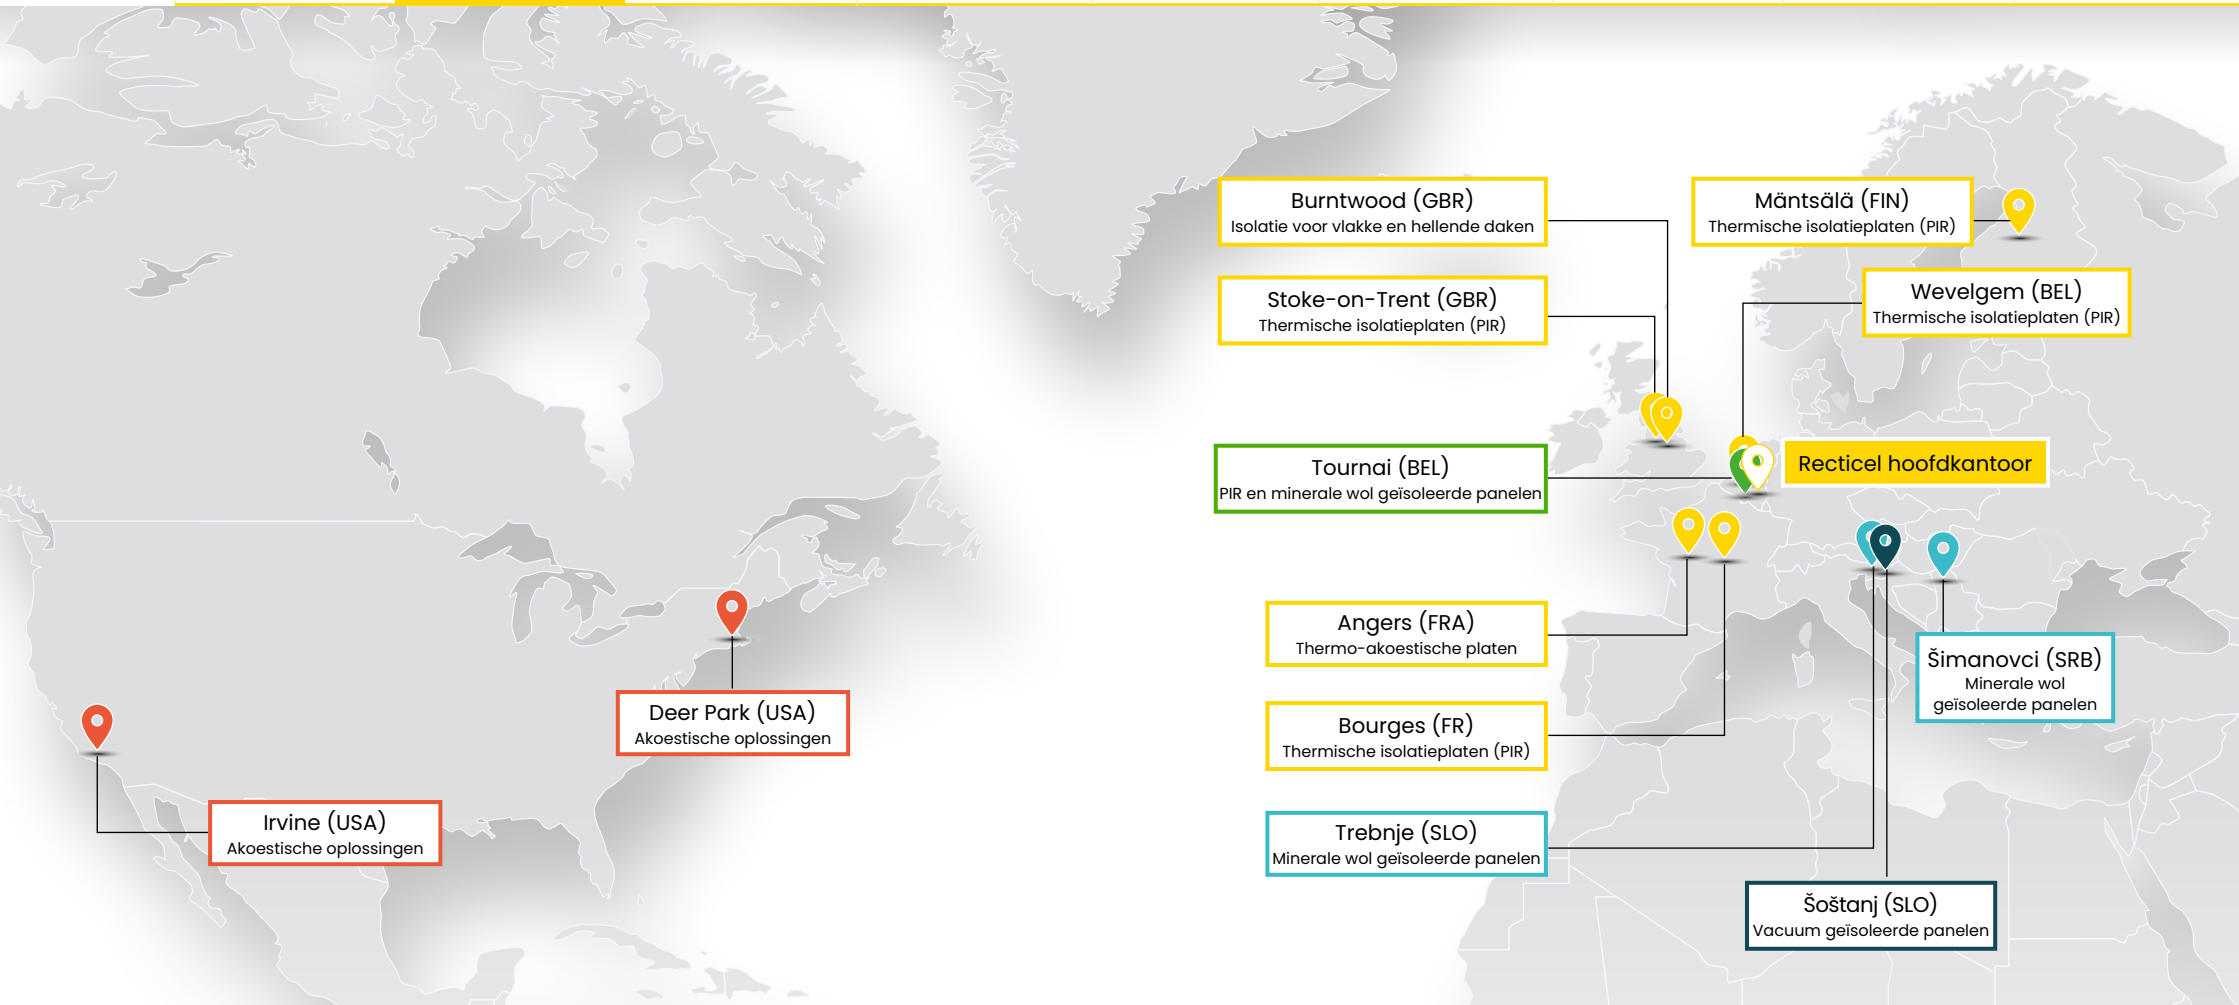 Burntwood (GBR)
Isolatie voor vlakke en hellende daken
Mäntsälä (FIN)
Thermische isolatieplaten (PIR)
Stoke-on-Trent (GBR)
Thermische isolatieplaten (PIR)
Wevelgem (BEL)
Thermische isolatieplaten (PIR)
Tournai (BEL)
PIR en minerale wol geïsoleerde panelen
Recticel hoofdkantoor
Angers (FRA)
Thermo-akoestische platen
Šimanovci (SRB)
Minerale wol
geïsoleerde panelen
Deer Park (USA)
Akoestische oplossingen
Bourges (FR)
Thermische isolatieplaten (PIR)
Irvine (USA)
Akoestische oplossingen
Trebnje (SLO)
Minerale wol geïsoleerde panelen
Šoštanj (SLO)
Vacuum geïsoleerde panelen